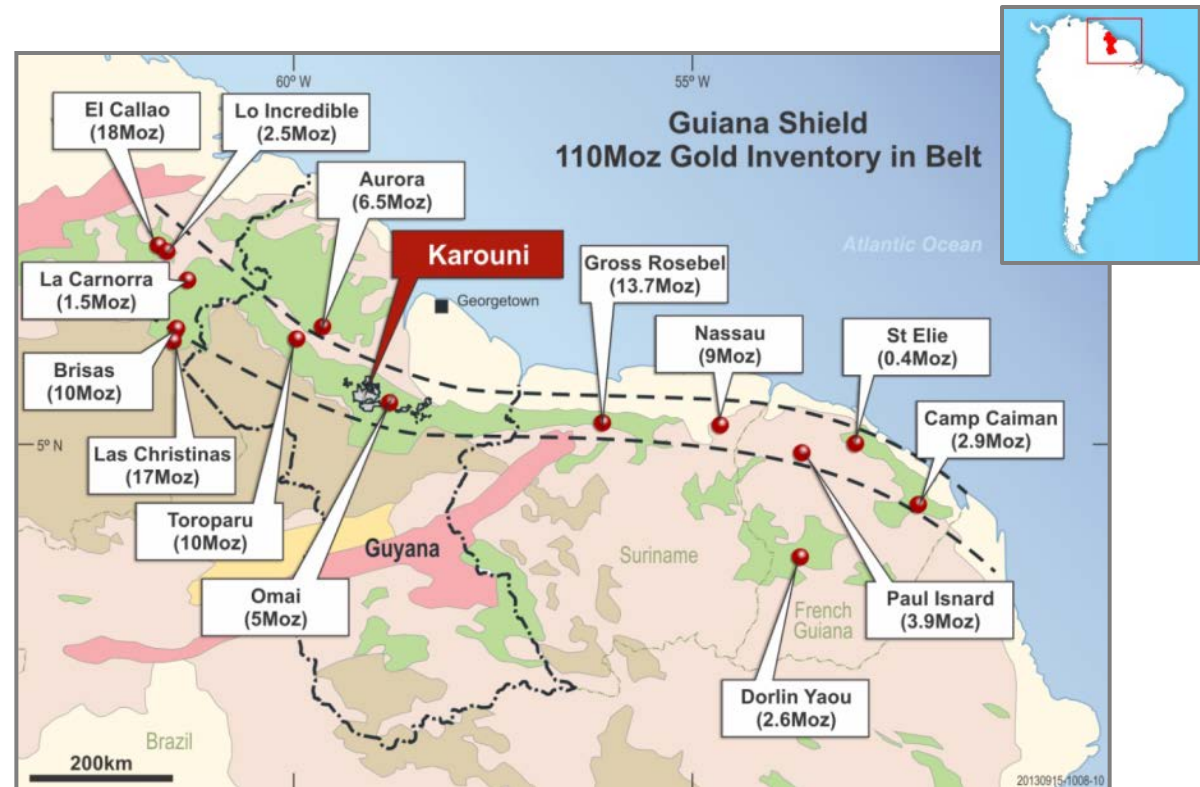 60° W
55° W
Guiana Shield
110Moz Gold Inventory in Belt
El Callao
(18Moz)
Lo Incredible
(2.5Moz)
Aurora
(6.5Moz)
Karouni
Atlantic Ocean
La Carnorra
(1.5Moz)
Georgetown
Gross Rosebel
(13.7Moz)
Nassau
(9Moz)
St Elie
(0.4Moz)
Brisas
(10Moz)
Camp Caiman
(2.9Moz)
5° N
Las Christinas
(17Moz)
Toroparu
(10Moz)
Guyana
Suriname
Omai
(5Moz)
French
Guiana
Paul Isnard
(3.9Moz)
Dorlin Yaou
(2.6Moz)
Brazil
200km
20130915-1008-10